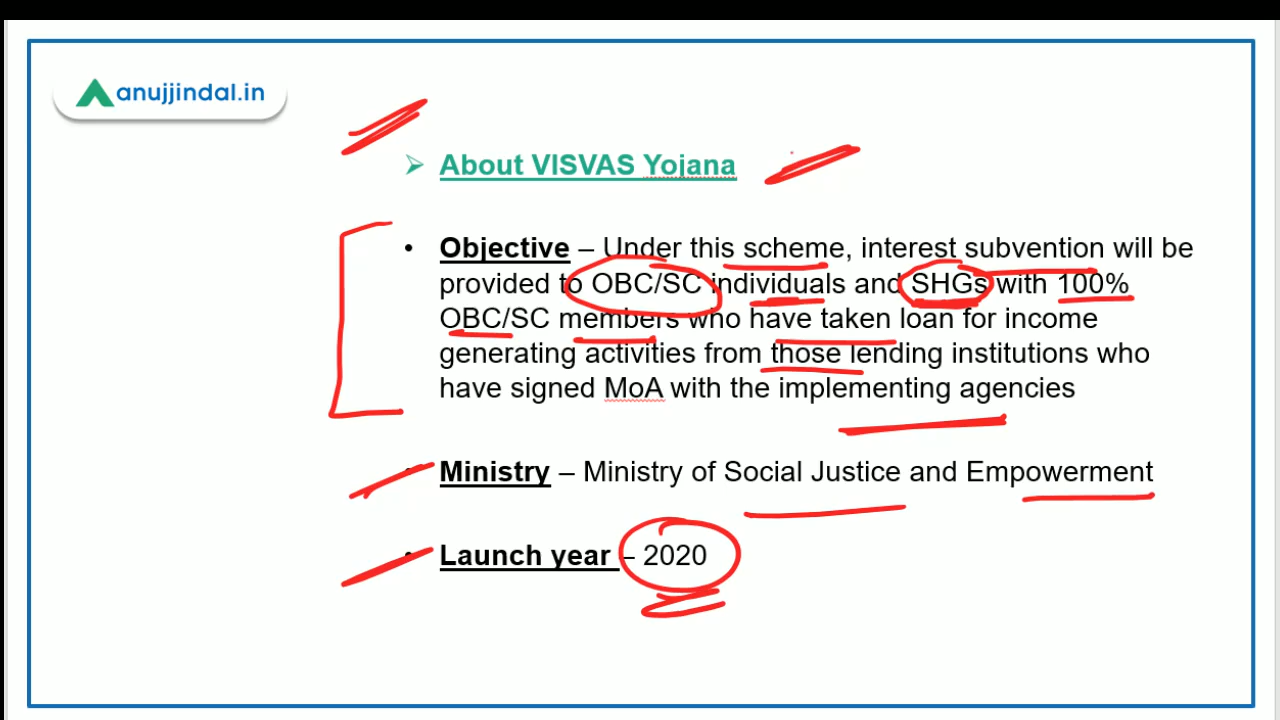 anujjindal.in
➢ About VISVAS Yojana
• Objective – Under this scheme, interest subvention will be
provided to OBC/SC individuals and SHGs with 100%
OBC/SC members who have taken loan for income
generating activities from those lending institutions who
have signed MoA with the implementing agencies
• Ministry – Ministry of Social Justice and Empowerment
• Launch year – 2020